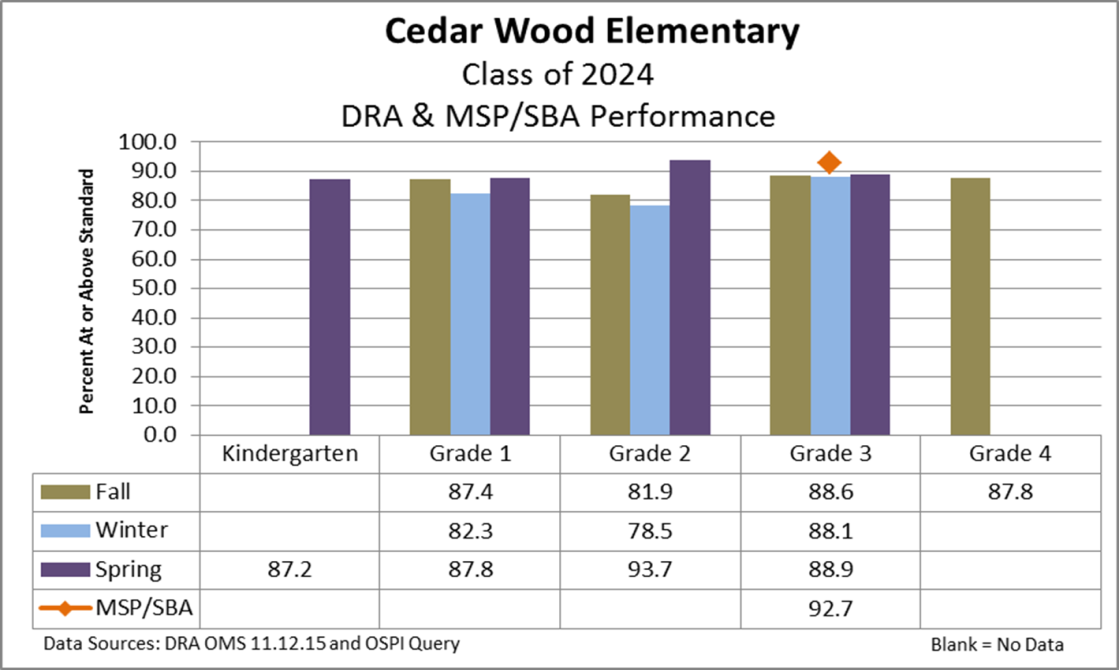 Cedar Wood Elementary
Class of 2024
DRA & MSP/SBA Performance
Percent At or Above Standard
100.0
90.0
80.0
70.0
60.0
50.0
40.0
30.0
20.0
10.0
0.0
Kindergarten Grade 1 Grade 2 Grade 3 Grade 4
Fall 87.4 81.9 88.6 87.8
Winter 82.3 78.5 88.1
Spring 87.2 87.8 93.7 88.9
MSP/SBA 92.7
Data Sources: DRA OMS 11.12.15 and OSPI Query Blank = No Data